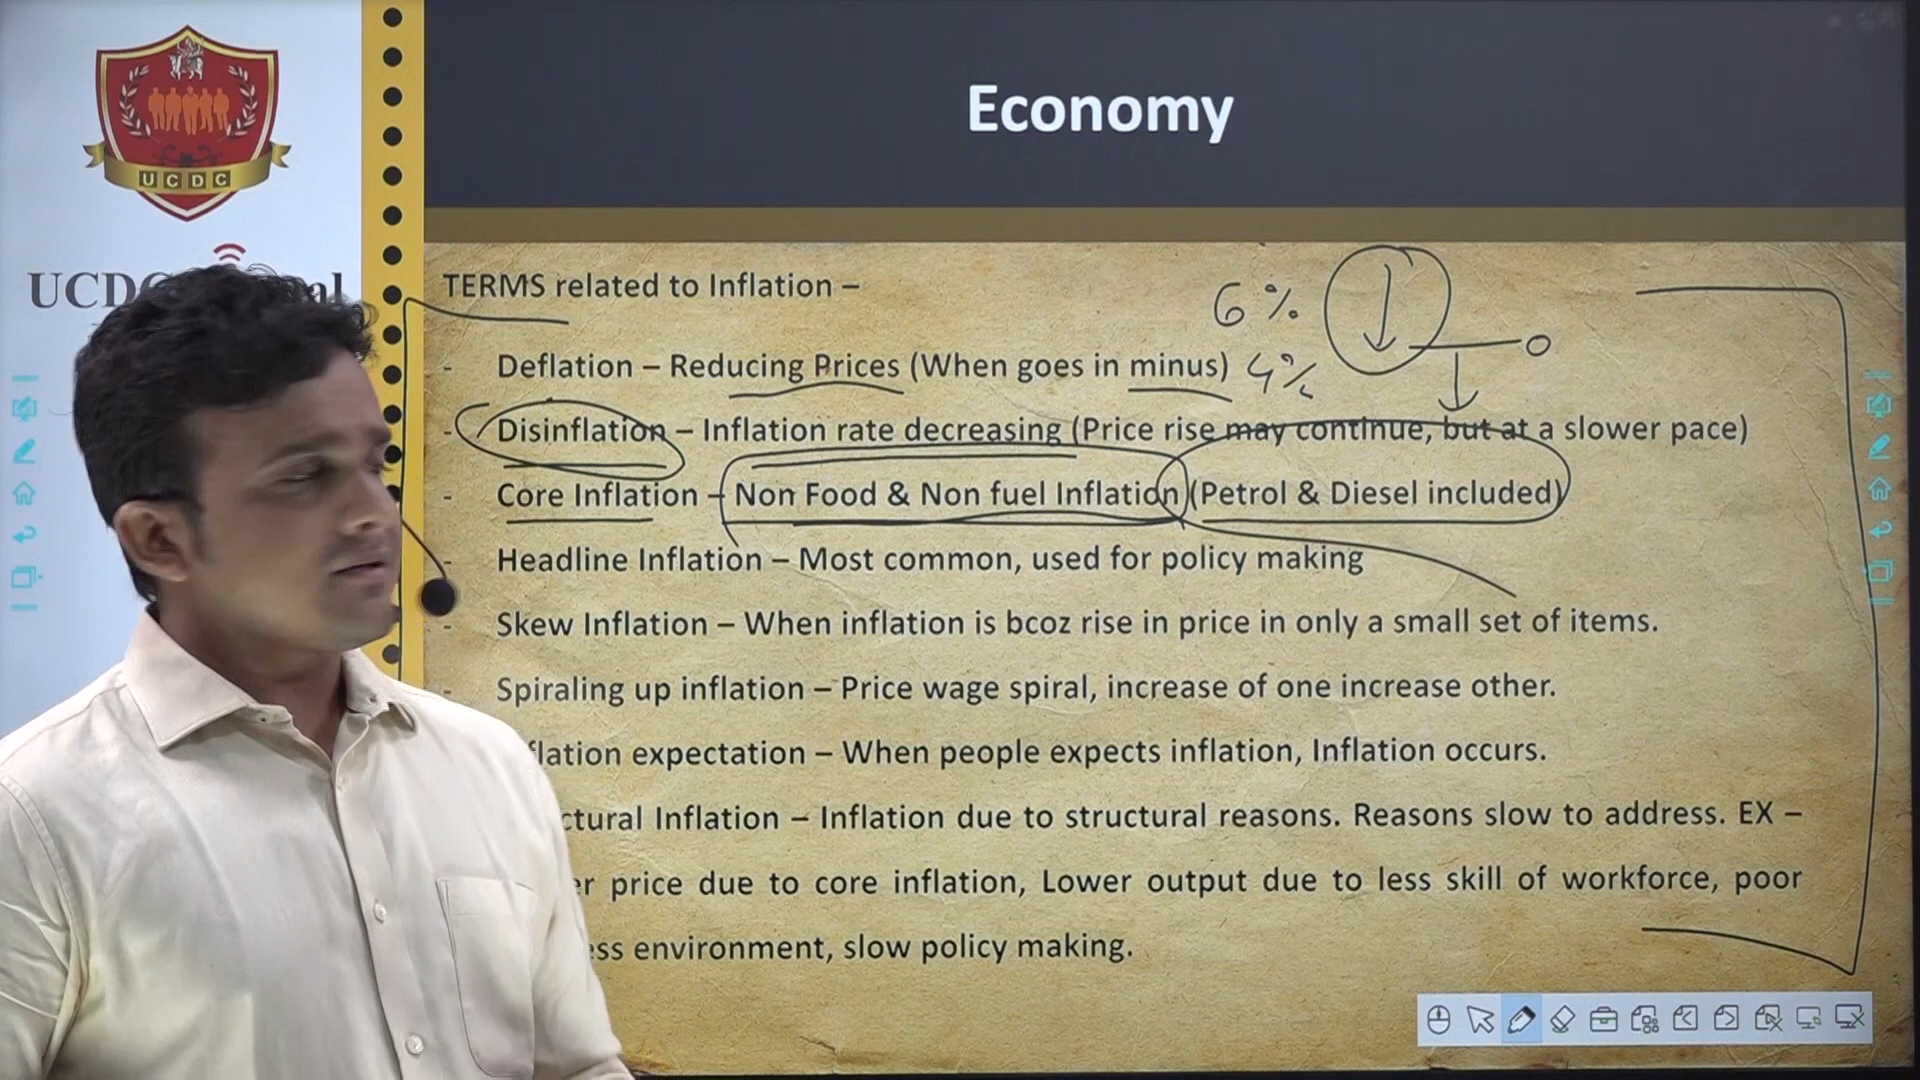 Economy
UCDC
UCDC
TERMS related to Inflation –
6%
0
- Deflation – Reducing Prices (When goes in minus)
4%
- Disinflation – Inflation rate decreasing (Price rise may continue, but at a slower pace)
- Core Inflation – Non Food & Non fuel Inflation (Petrol & Diesel included)
- Headline Inflation – Most common, used for policy making
- Skew Inflation – When inflation is bcoz rise in price in only a small set of items.
- Spiraling up inflation – Price wage spiral, increase of one increase other.
flation expectation – When people expects inflation, Inflation occurs.
ctural Inflation – Inflation due to structural reasons. Reasons slow to address. EX –
er price due to core inflation, Lower output due to less skill of workforce, poor
ess environment, slow policy making.